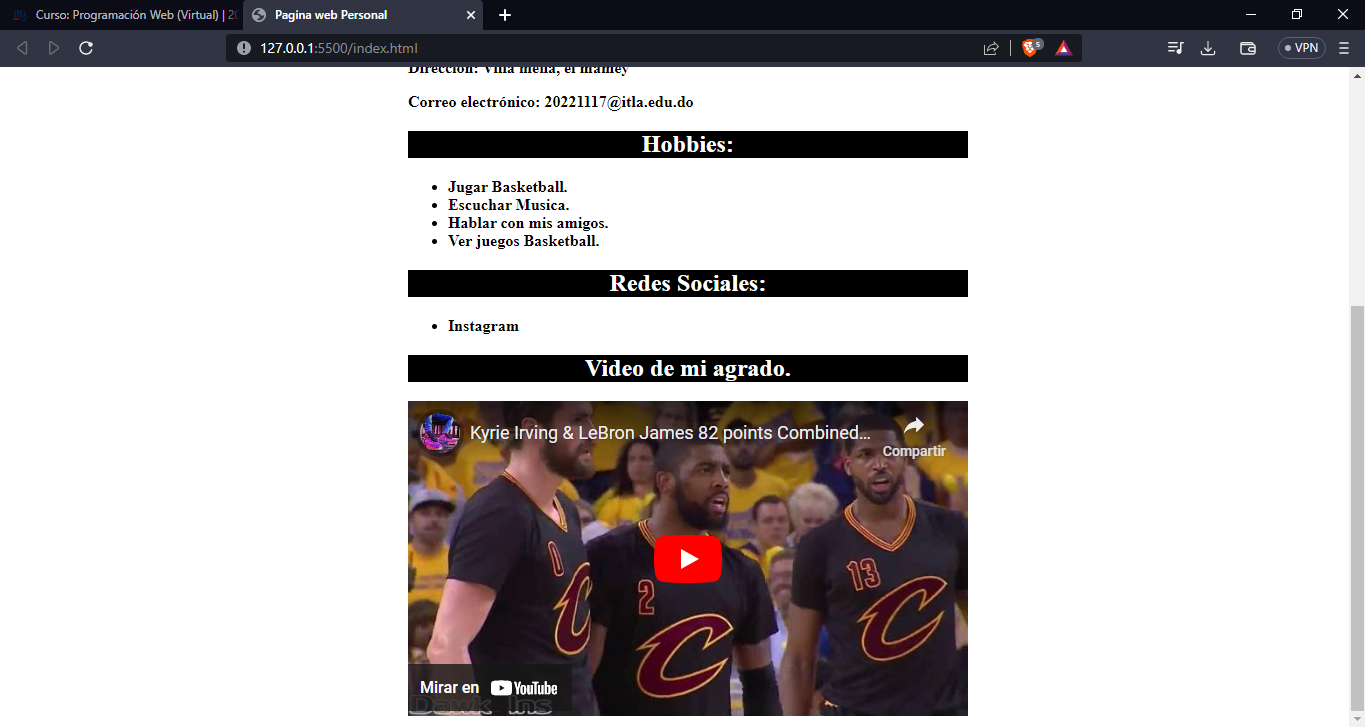 Curso: Programación Web (Virtual) | 20
Pagina web Personal
127.0.0.1:5500/index.html
5
VPN
Dirección: Villa mella, el mamey
Correo electrónico: 20221117@itla.edu.do
Hobbies:
Jugar Basketball.
Escuchar Musica.
Hablar con mis amigos.
Ver juegos Basketball.
Redes Sociales:
Instagram
Video de mi agrado.
Kyrie Irving & LeBron James 82 points Combined...
Compartir
0
2
13
C
C
C
Mirar en YouTube
Dawk Ins